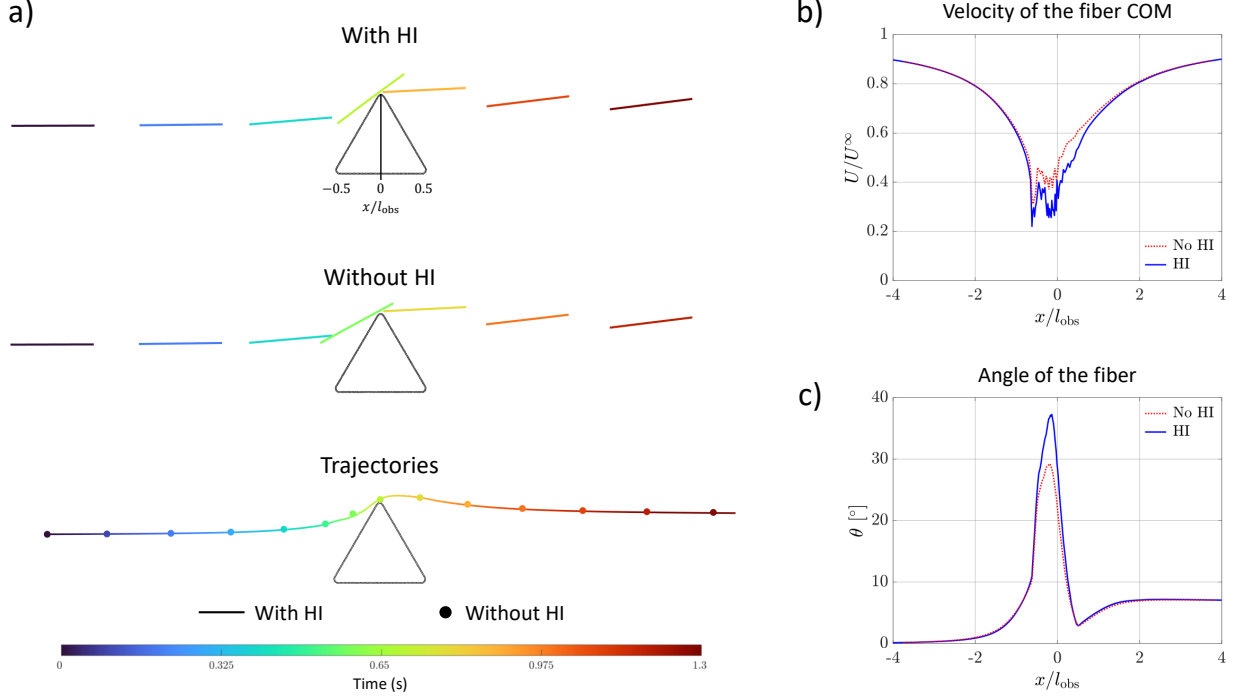 a)
With HI
−0.5 0 0.5
x/l_obs
Without HI
Trajectories
With HI Without HI
0 0.325 0.65 0.975 1.3
Time (s)
b)
Velocity of the fiber COM
1
0.8
0.6
0.4
0.2
0
U/U^∞
No HI
HI
-4 -2 0 2 4
x/l_obs
c)
Angle of the fiber
40
30
20
10
0
θ [°]
No HI
HI
-4 -2 0 2 4
x/l_obs